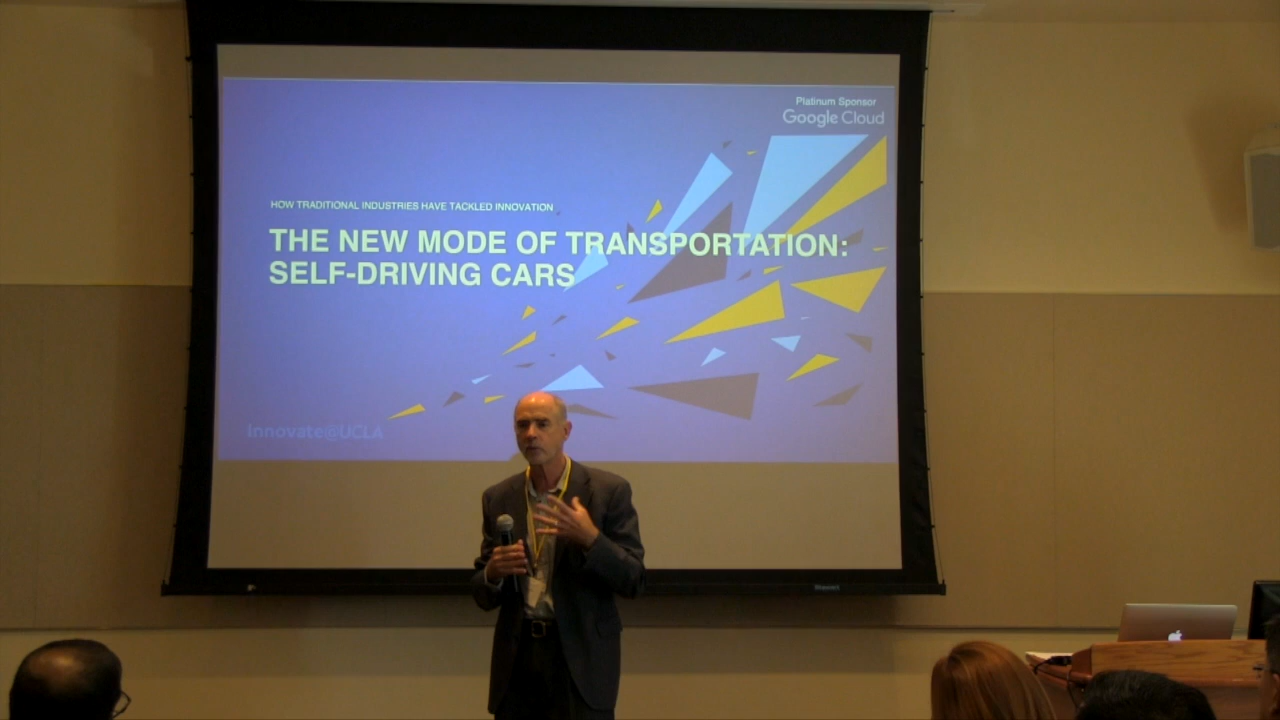 Platinum Sponsor
Google Cloud
HOW TRADITIONAL INDUSTRIES HAVE TACKLED INNOVATION
THE NEW MODE OF TRANSPORTATION:
SELF-DRIVING CARS
Innovate@UCLA